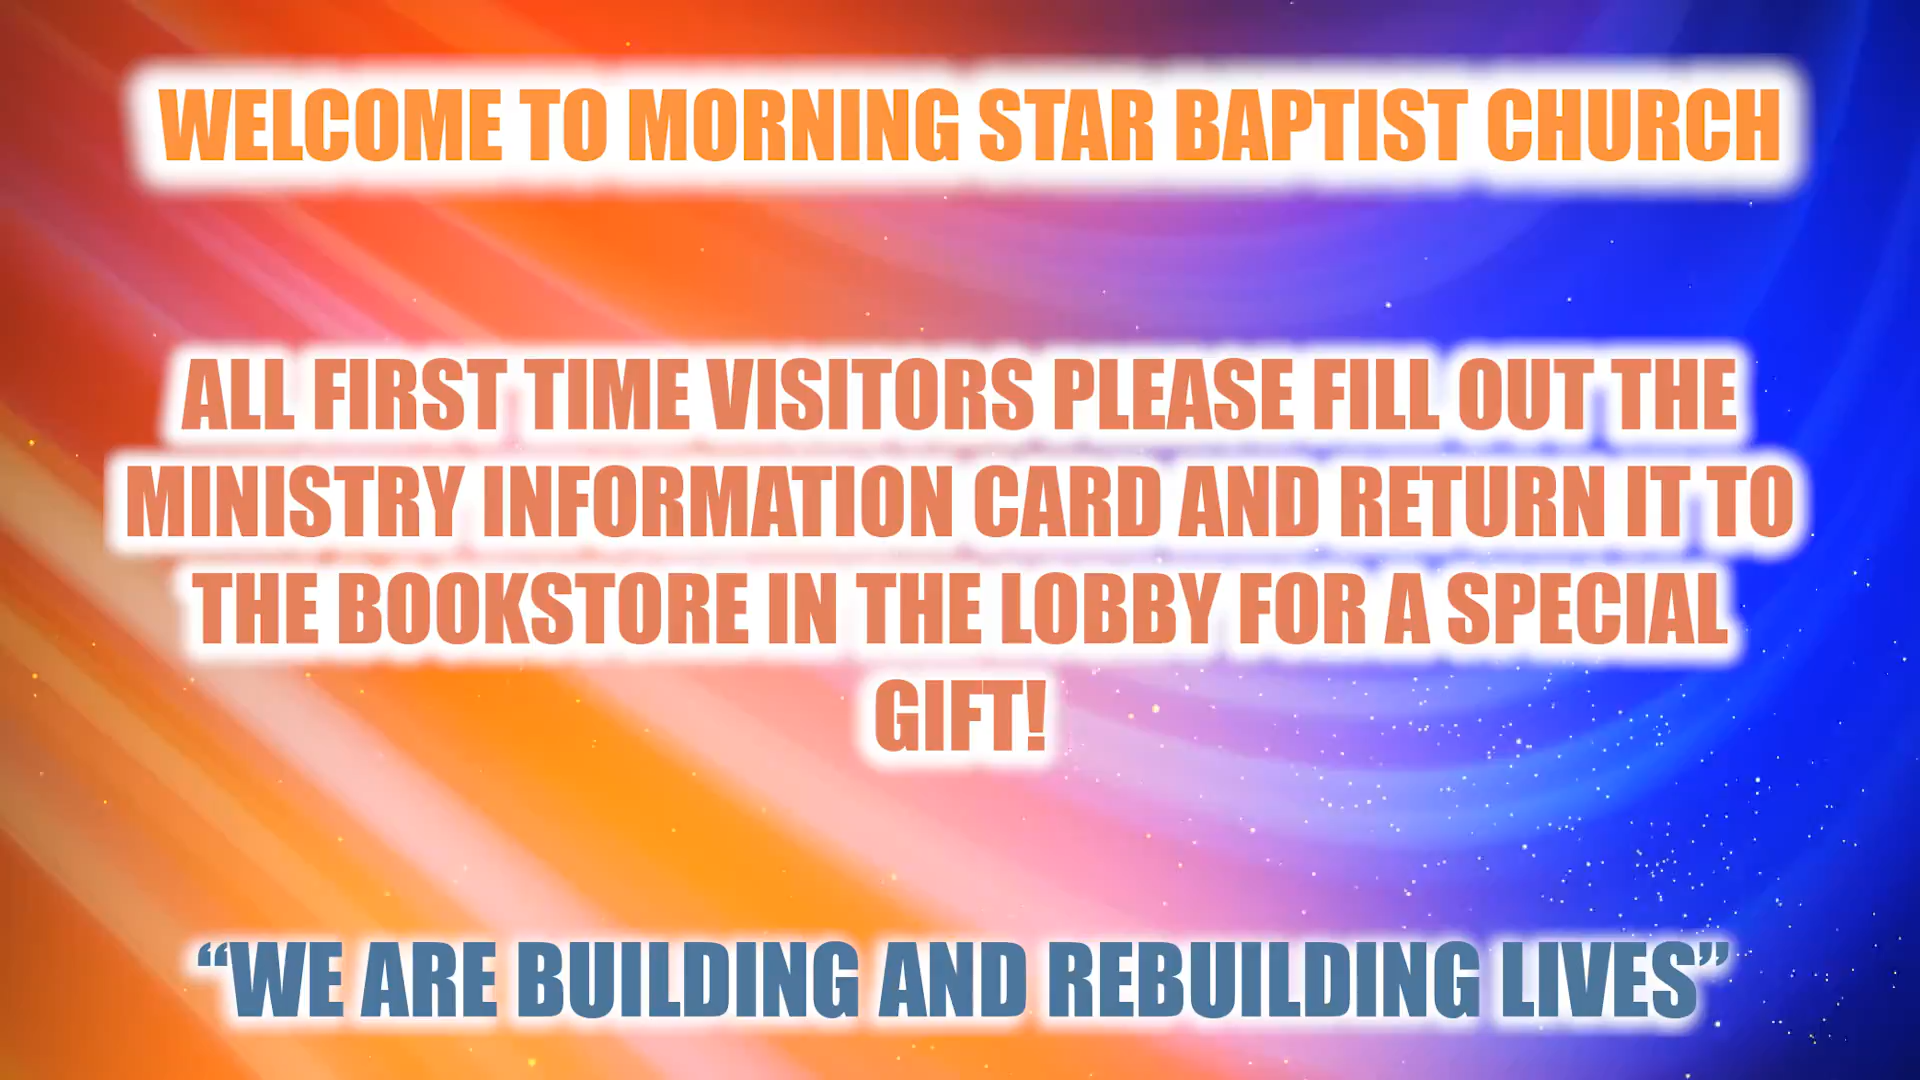 WELCOME TO MORNING STAR BAPTIST CHURCH
ALL FIRST TIME VISITORS PLEASE FILL OUT THE
MINISTRY INFORMATION CARD AND RETURN IT TO
THE BOOKSTORE IN THE LOBBY FOR A SPECIAL
GIFT!
“WE ARE BUILDING AND REBUILDING LIVES”